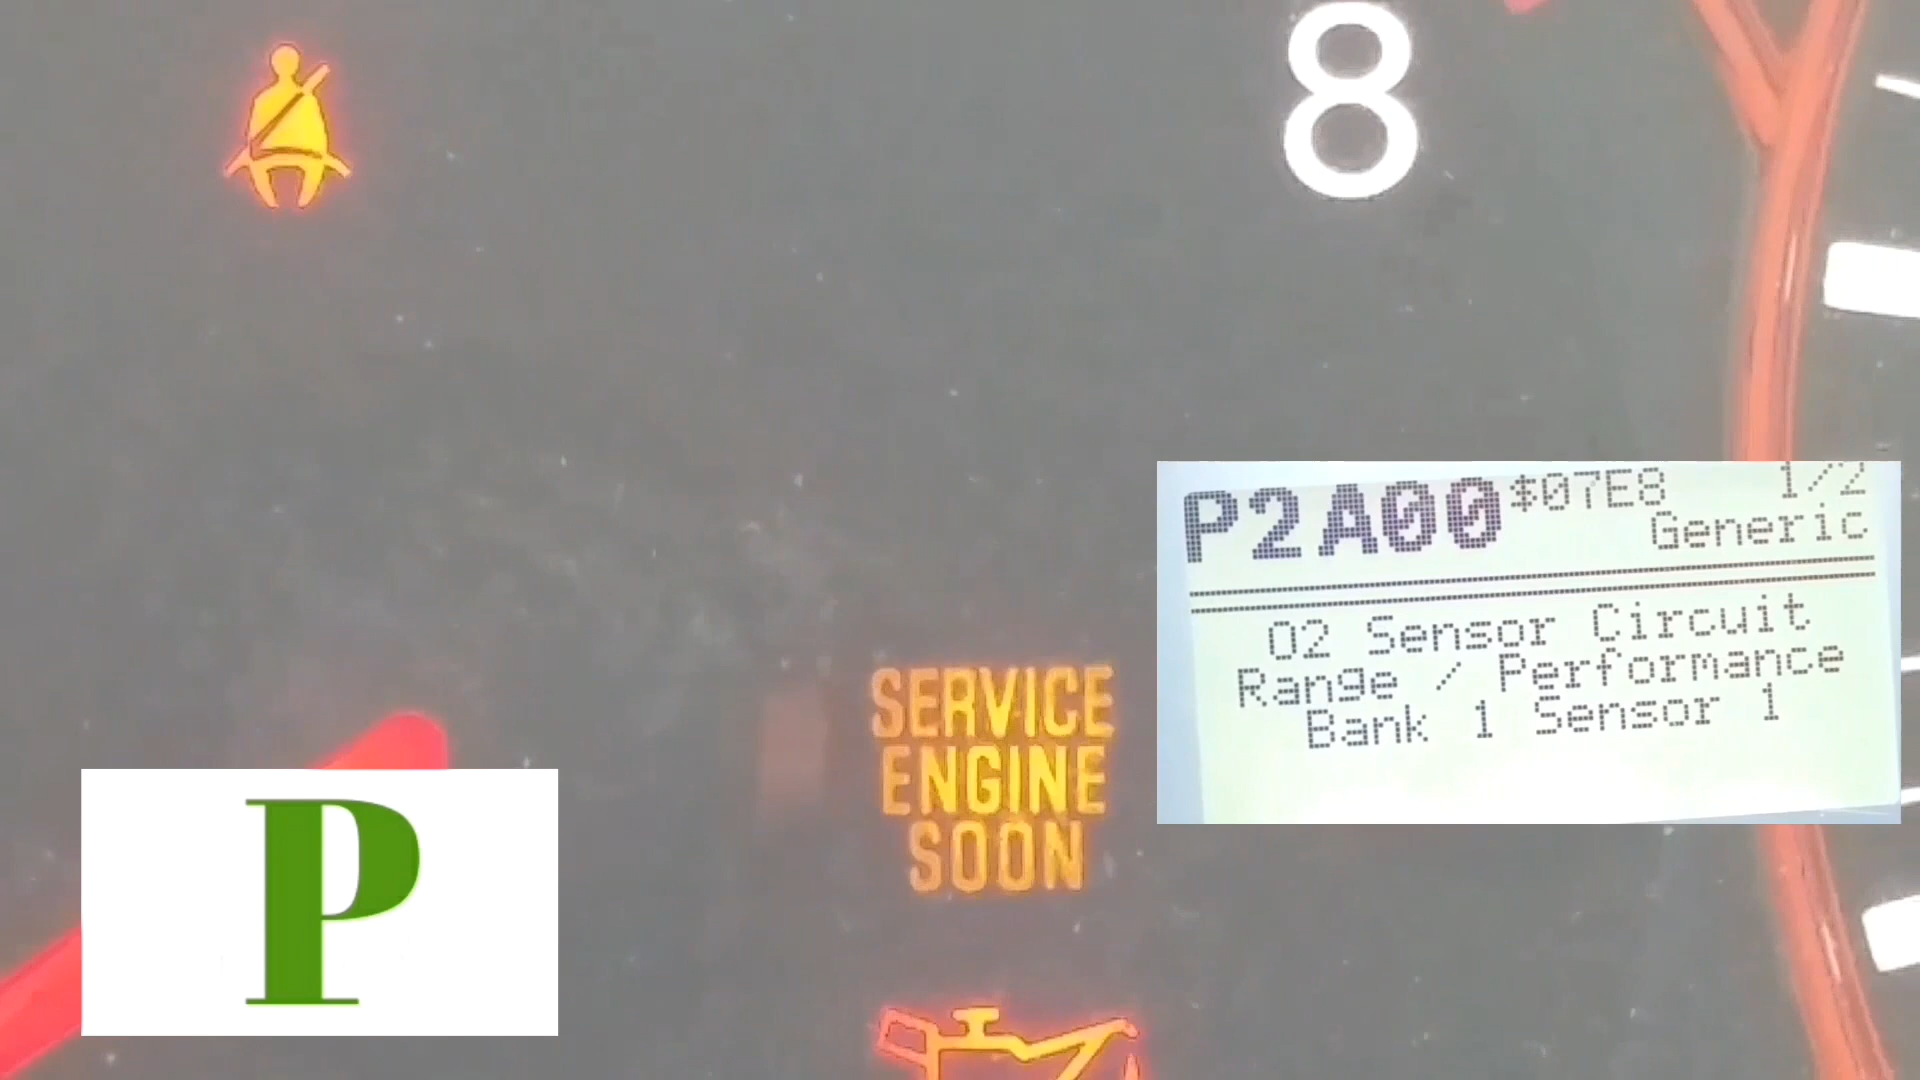 8
SERVICE
ENGINE
SOON
P2A00 $07E8 1/2
Generic
O2 Sensor Circuit
Range / Performance
Bank 1 Sensor 1
P